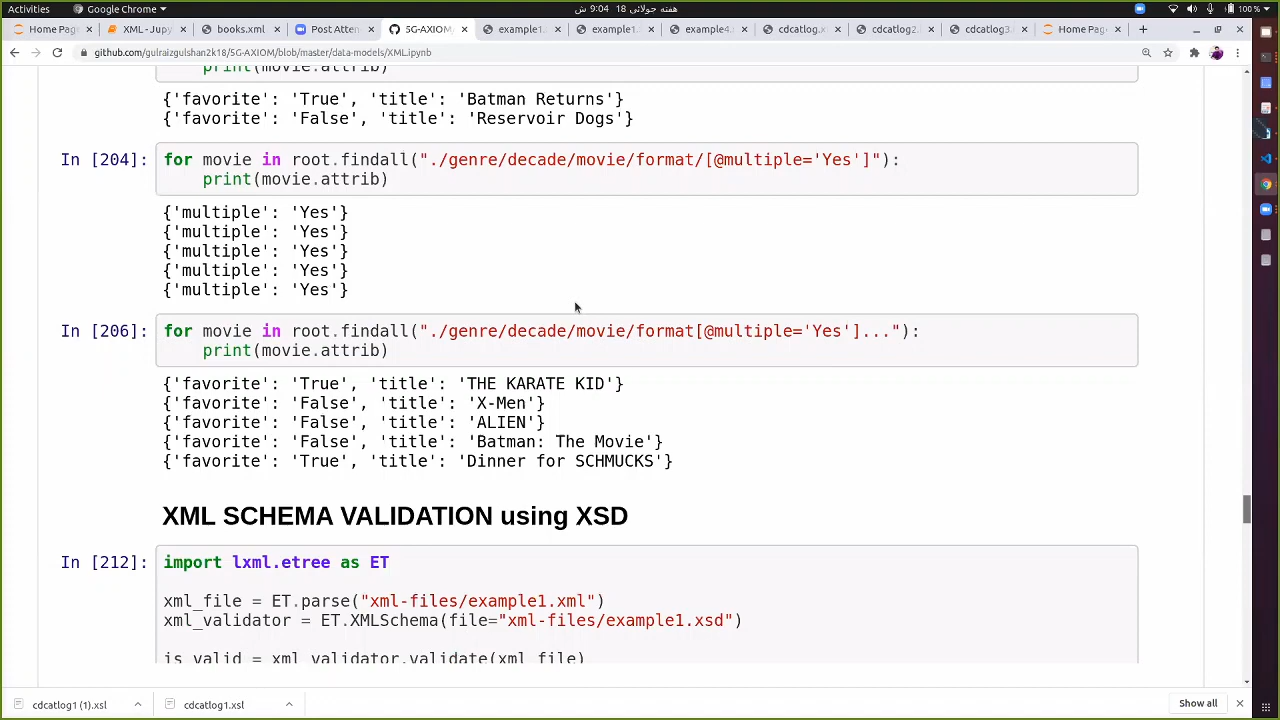 Activities
Google Chrome
هفته جولائی 18  9:04 ش
100 %
Home Page
XML - Jupy
books.xml
Post Atten
5G-AXIOM
example1.
example1.
example4.
cdcatlog.x
cdcatlog2.
cdcatlog3.
Home Page
github.com/gulraizgulshan2k18/5G-AXIOM/blob/master/data-models/XML.ipynb
print(movie.attrib)
{'favorite': 'True', 'title': 'Batman Returns'}
{'favorite': 'False', 'title': 'Reservoir Dogs'}
In [204]: for movie in root.findall("./genre/decade/movie/format/[@multiple='Yes']"):
print(movie.attrib)
{'multiple': 'Yes'}
{'multiple': 'Yes'}
{'multiple': 'Yes'}
{'multiple': 'Yes'}
{'multiple': 'Yes'}
In [206]: for movie in root.findall("./genre/decade/movie/format[@multiple='Yes']..."):
print(movie.attrib)
{'favorite': 'True', 'title': 'THE KARATE KID'}
{'favorite': 'False', 'title': 'X-Men'}
{'favorite': 'False', 'title': 'ALIEN'}
{'favorite': 'False', 'title': 'Batman: The Movie'}
{'favorite': 'True', 'title': 'Dinner for SCHMUCKS'}
XML SCHEMA VALIDATION using XSD
In [212]: import lxml.etree as ET
xml_file = ET.parse("xml-files/example1.xml")
xml_validator = ET.XMLSchema(file="xml-files/example1.xsd")
is_valid = xml_validator.validate(xml_file)
cdcatlog1 (1).xsl
cdcatlog1.xsl
Show all